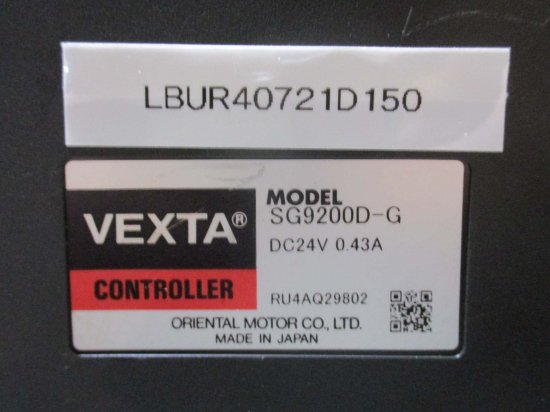 LBUR40721D150
VEXTA®
MODEL
SG9200D-G
DC24V 0.43A
CONTROLLER
RU4AQ29802
ORIENTAL MOTOR CO., LTD.
MADE IN JAPAN